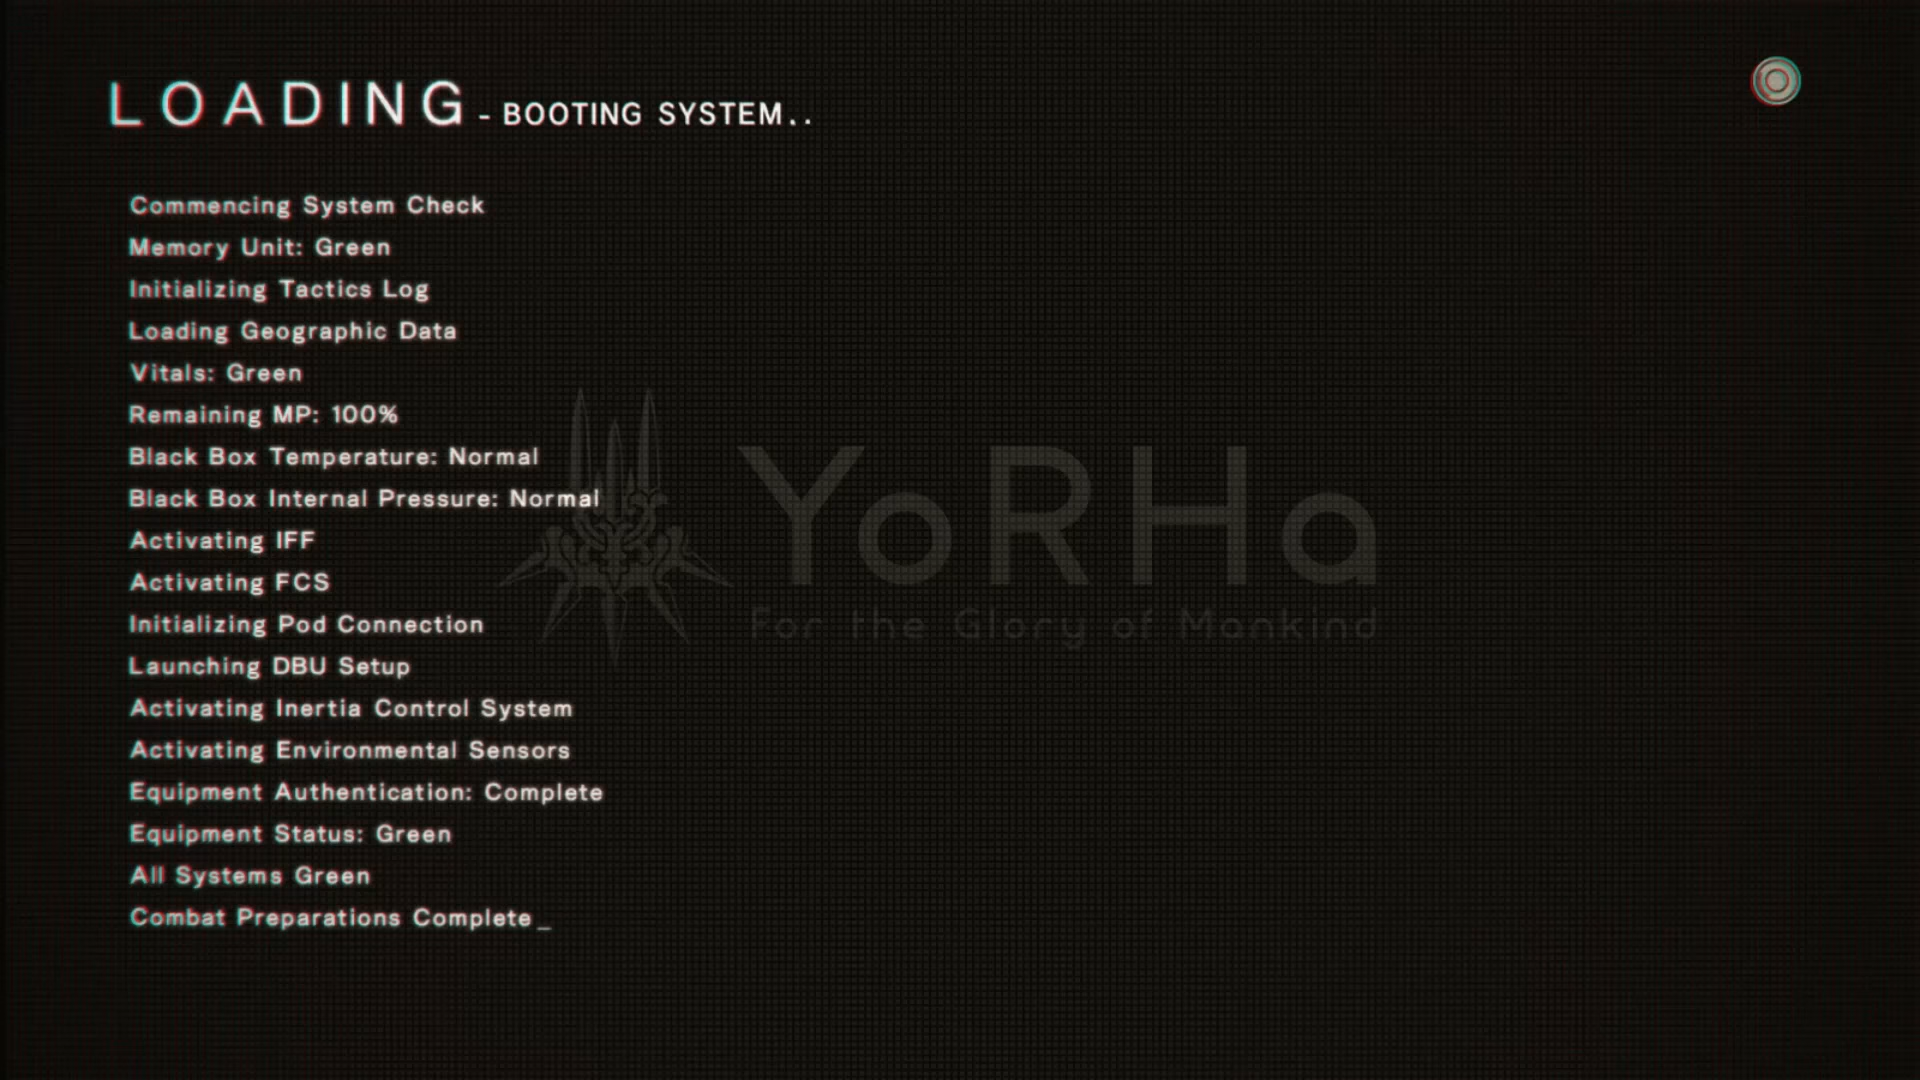 LOADING - BOOTING SYSTEM..
Commencing System Check
Memory Unit: Green
Initializing Tactics Log
Loading Geographic Data
Vitals: Green
Remaining MP: 100%
Black Box Temperature: Normal
Black Box Internal Pressure: Normal
Activating IFF
Activating FCS
Initializing Pod Connection
Launching DBU Setup
Activating Inertia Control System
Activating Environmental Sensors
Equipment Authentication: Complete
Equipment Status: Green
All Systems Green
Combat Preparations Complete _
YoRHa
For the Glory of Mankind